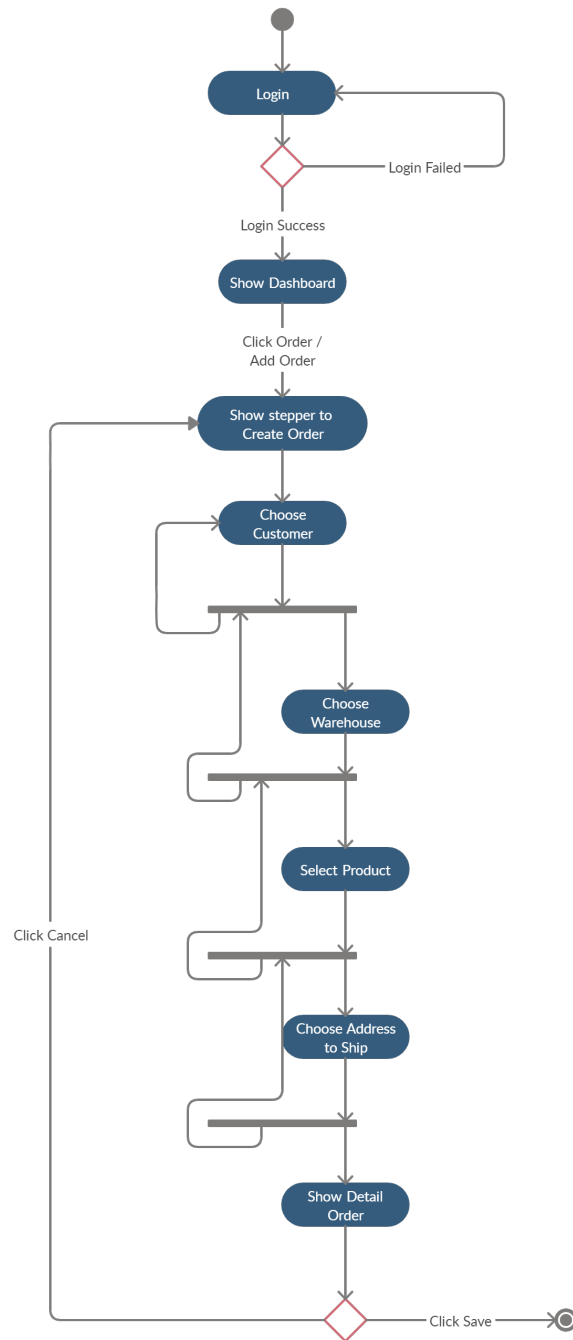 Login
Login Failed
Login Success
Show Dashboard
Click Order /
Add Order
Show stepper to
Create Order
Choose
Customer
Choose
Warehouse
Select Product
Click Cancel
Choose Address
to Ship
Show Detail
Order
Click Save